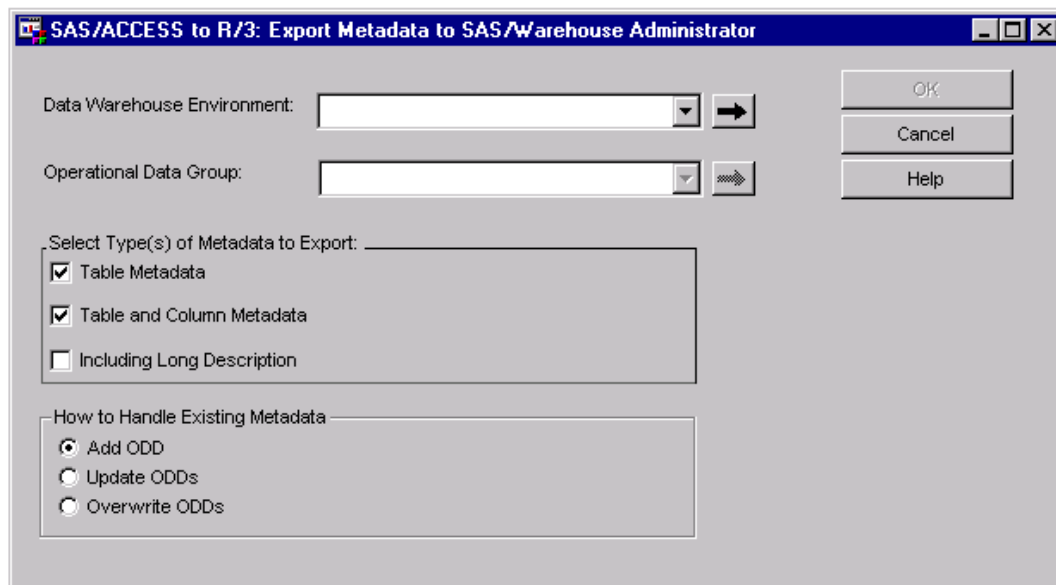 SAS/ACCESS to R/3: Export Metadata to SAS/Warehouse Administrator
Data Warehouse Environment:
OK
Cancel
Operational Data Group:
Help
Select Type(s) of Metadata to Export:
Table Metadata
Table and Column Metadata
Including Long Description
How to Handle Existing Metadata
Add ODD
Update ODDs
Overwrite ODDs